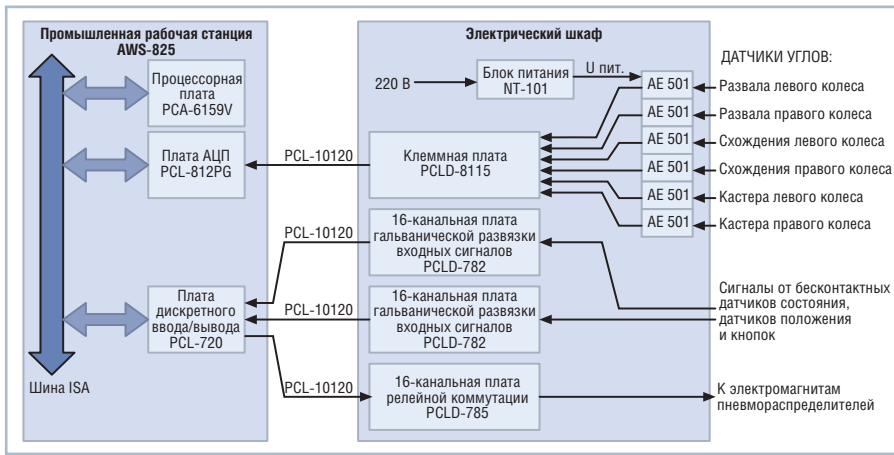 Промышленная рабочая станция
AWS-825
Процессорная
плата
PCA-6159V
Плата АЦП
PCL-812PG
Плата
дискретного
ввода/вывода
PCL-720
Шина ISA
PCL-10120
PCL-10120
PCL-10120
PCL-10120
Электрический шкаф
220 В
Блок питания
NT-101
U пит.
Клеммная плата
PCLD-8115
16-канальная плата
гальванической развязки
входных сигналов
PCLD-782
16-канальная плата
гальванической развязки
входных сигналов
PCLD-782
16-канальная плата
релейной коммутации
PCLD-785
AE 501
AE 501
AE 501
AE 501
AE 501
AE 501
ДАТЧИКИ УГЛОВ:
Развала левого колеса
Развала правого колеса
Схождения левого колеса
Схождения правого колеса
Кастера левого колеса
Кастера правого колеса
Сигналы от бесконтактных
датчиков состояния,
датчиков положения
и кнопок
К электромагнитам
пневмораспределителей